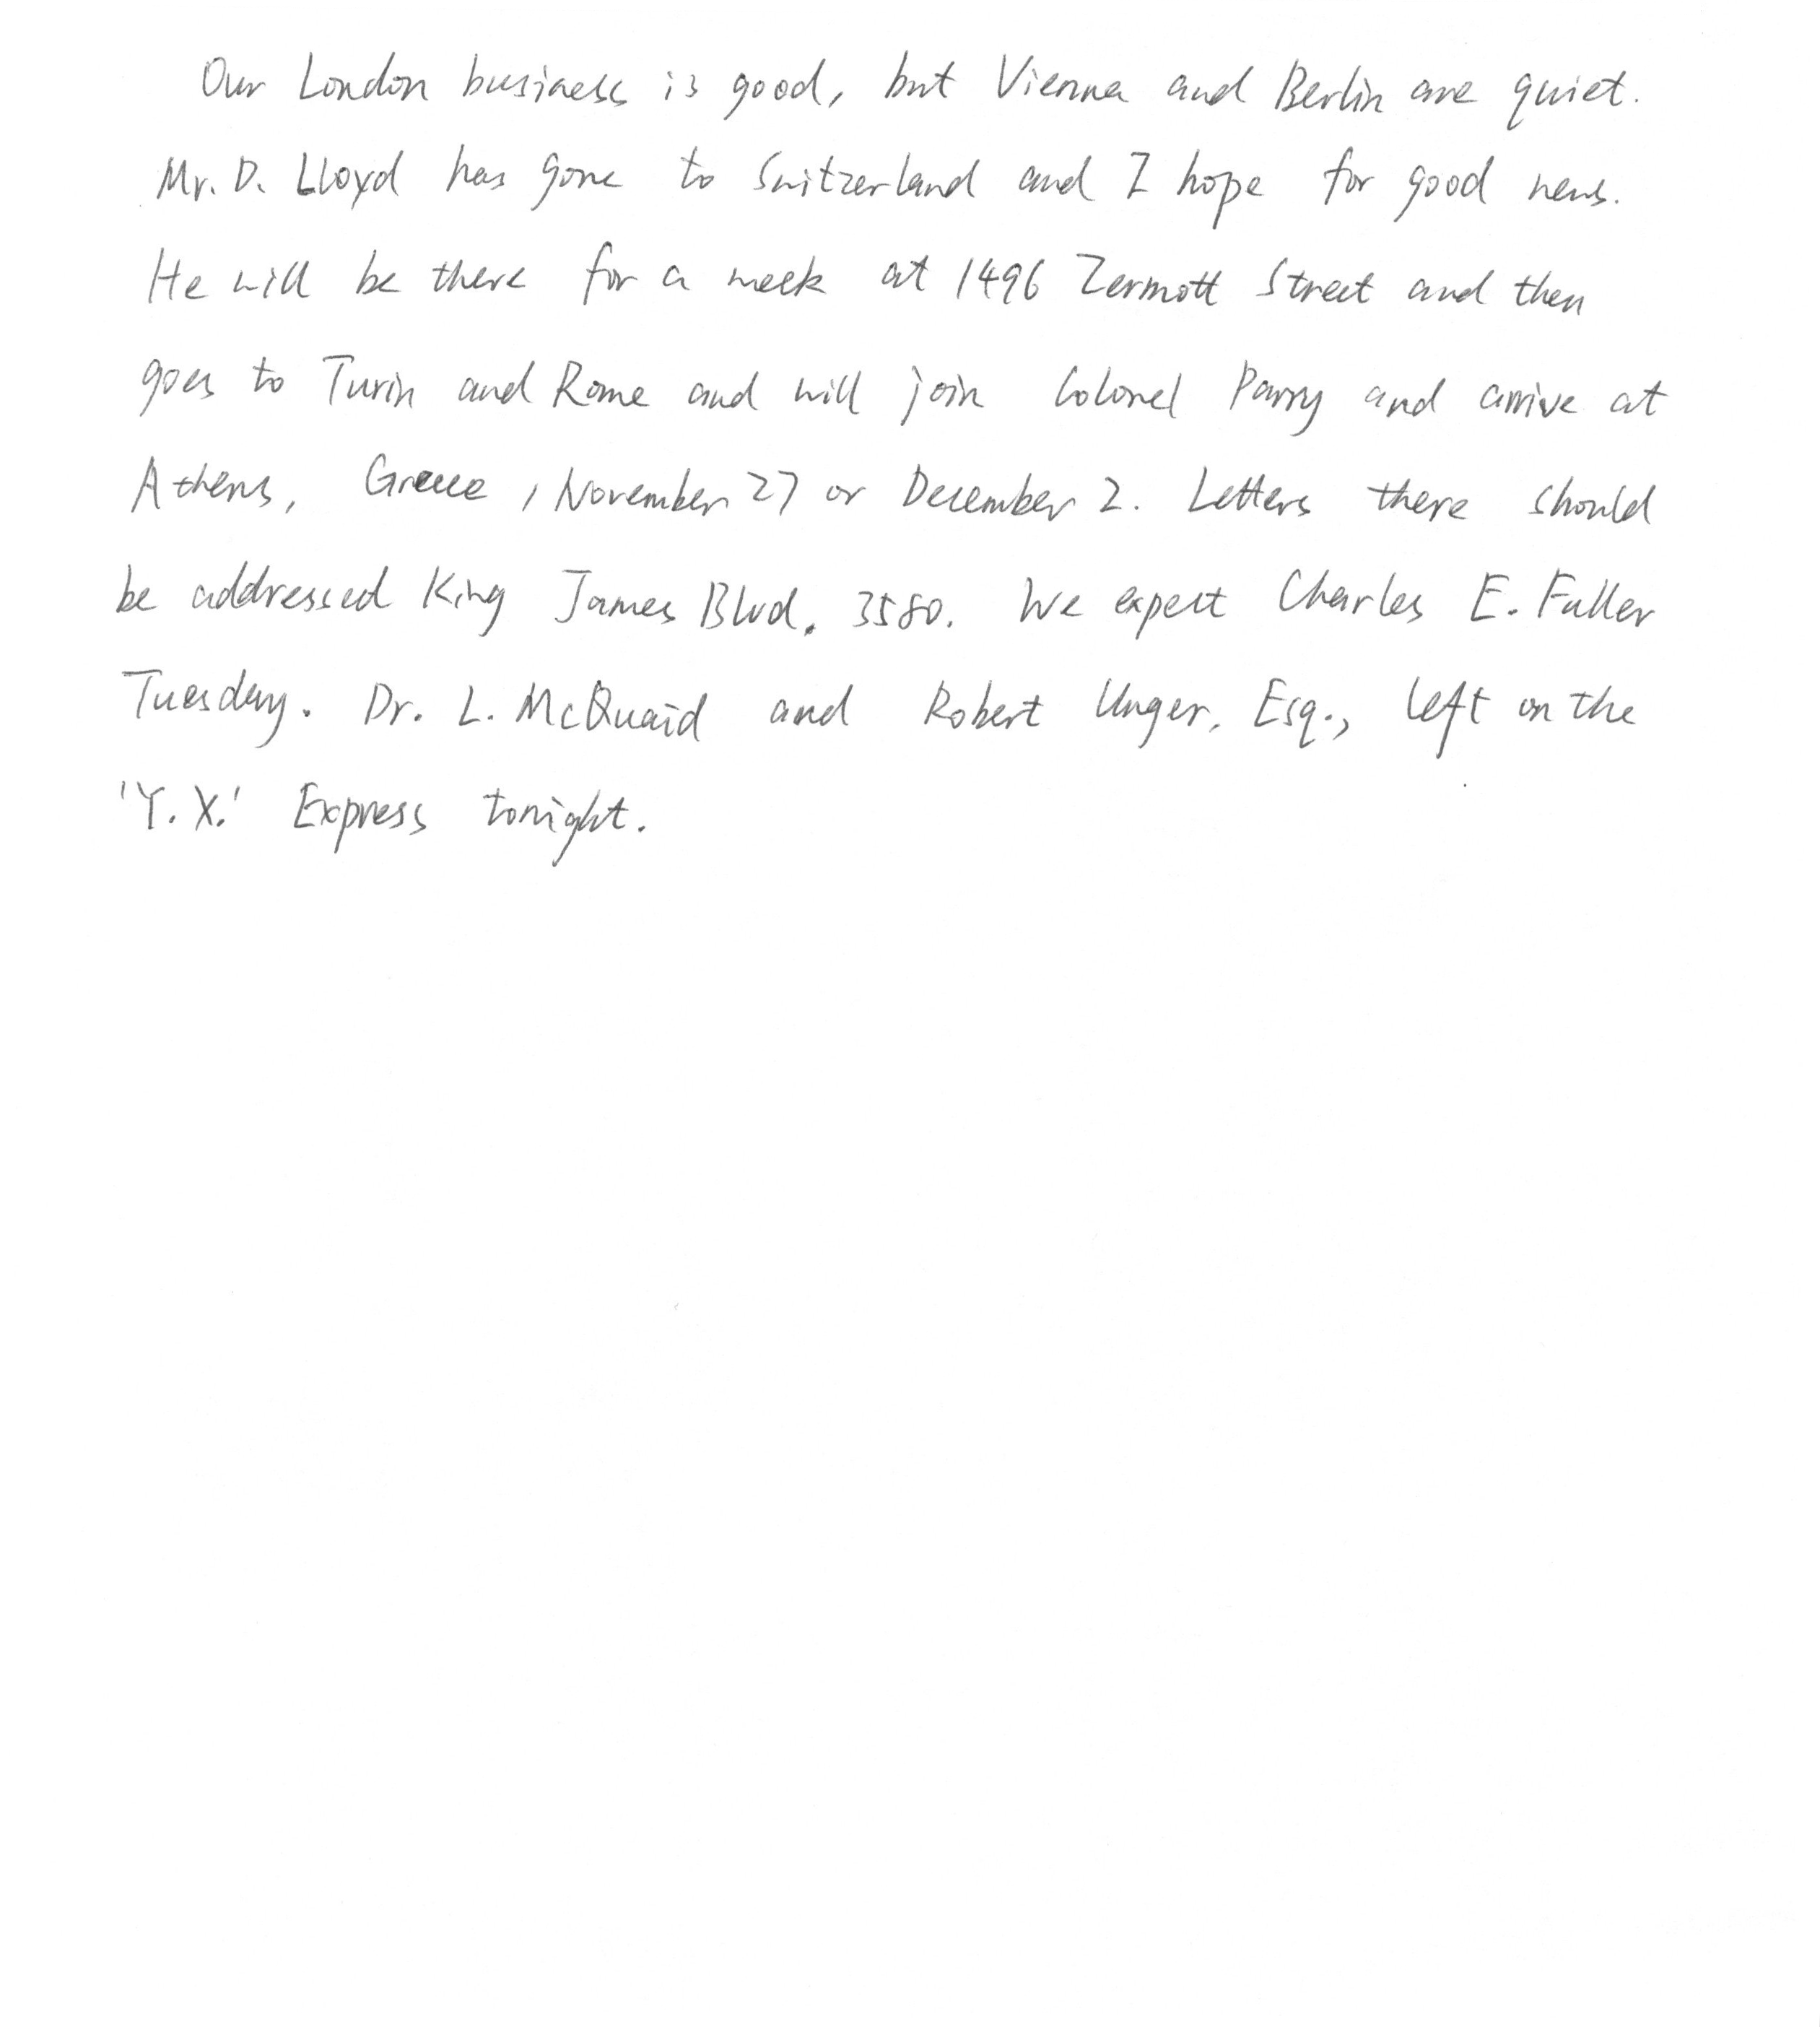 Our London business is good, but Vienna and Berlin are quiet.
Mr. D. Lloyd has gone to Switzerland and I hope for good news.
He will be there for a week at 1496 Zermott Street and then
goes to Turin and Rome and will join Colonel Parry and arrive at
Athens, Greece, November 27 or December 2. Letters there should
be addressed King James Blvd. 3580. We expect Charles E. Fuller
Tuesday. Dr. L. McQuaid and Robert Unger, Esq., left on the
'Y.X.' Express tonight.